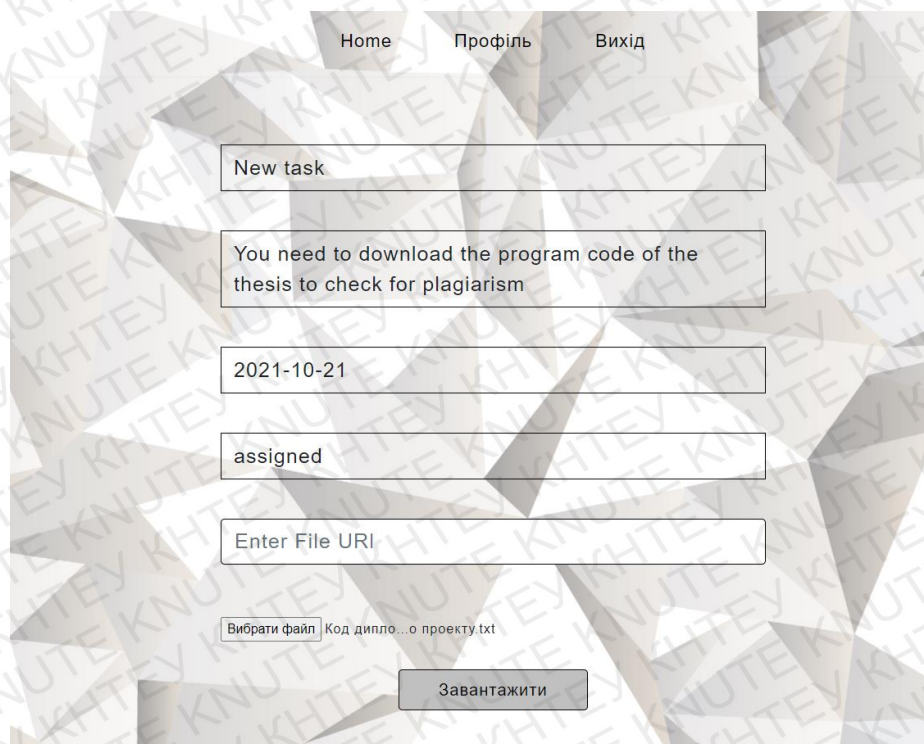 Home Профіль Вихід
New task
You need to download the program code of the
thesis to check for plagiarism
2021-10-21
assigned
Enter File URl
Вибрати файл Код дипло...о проекту.txt
Завантажити